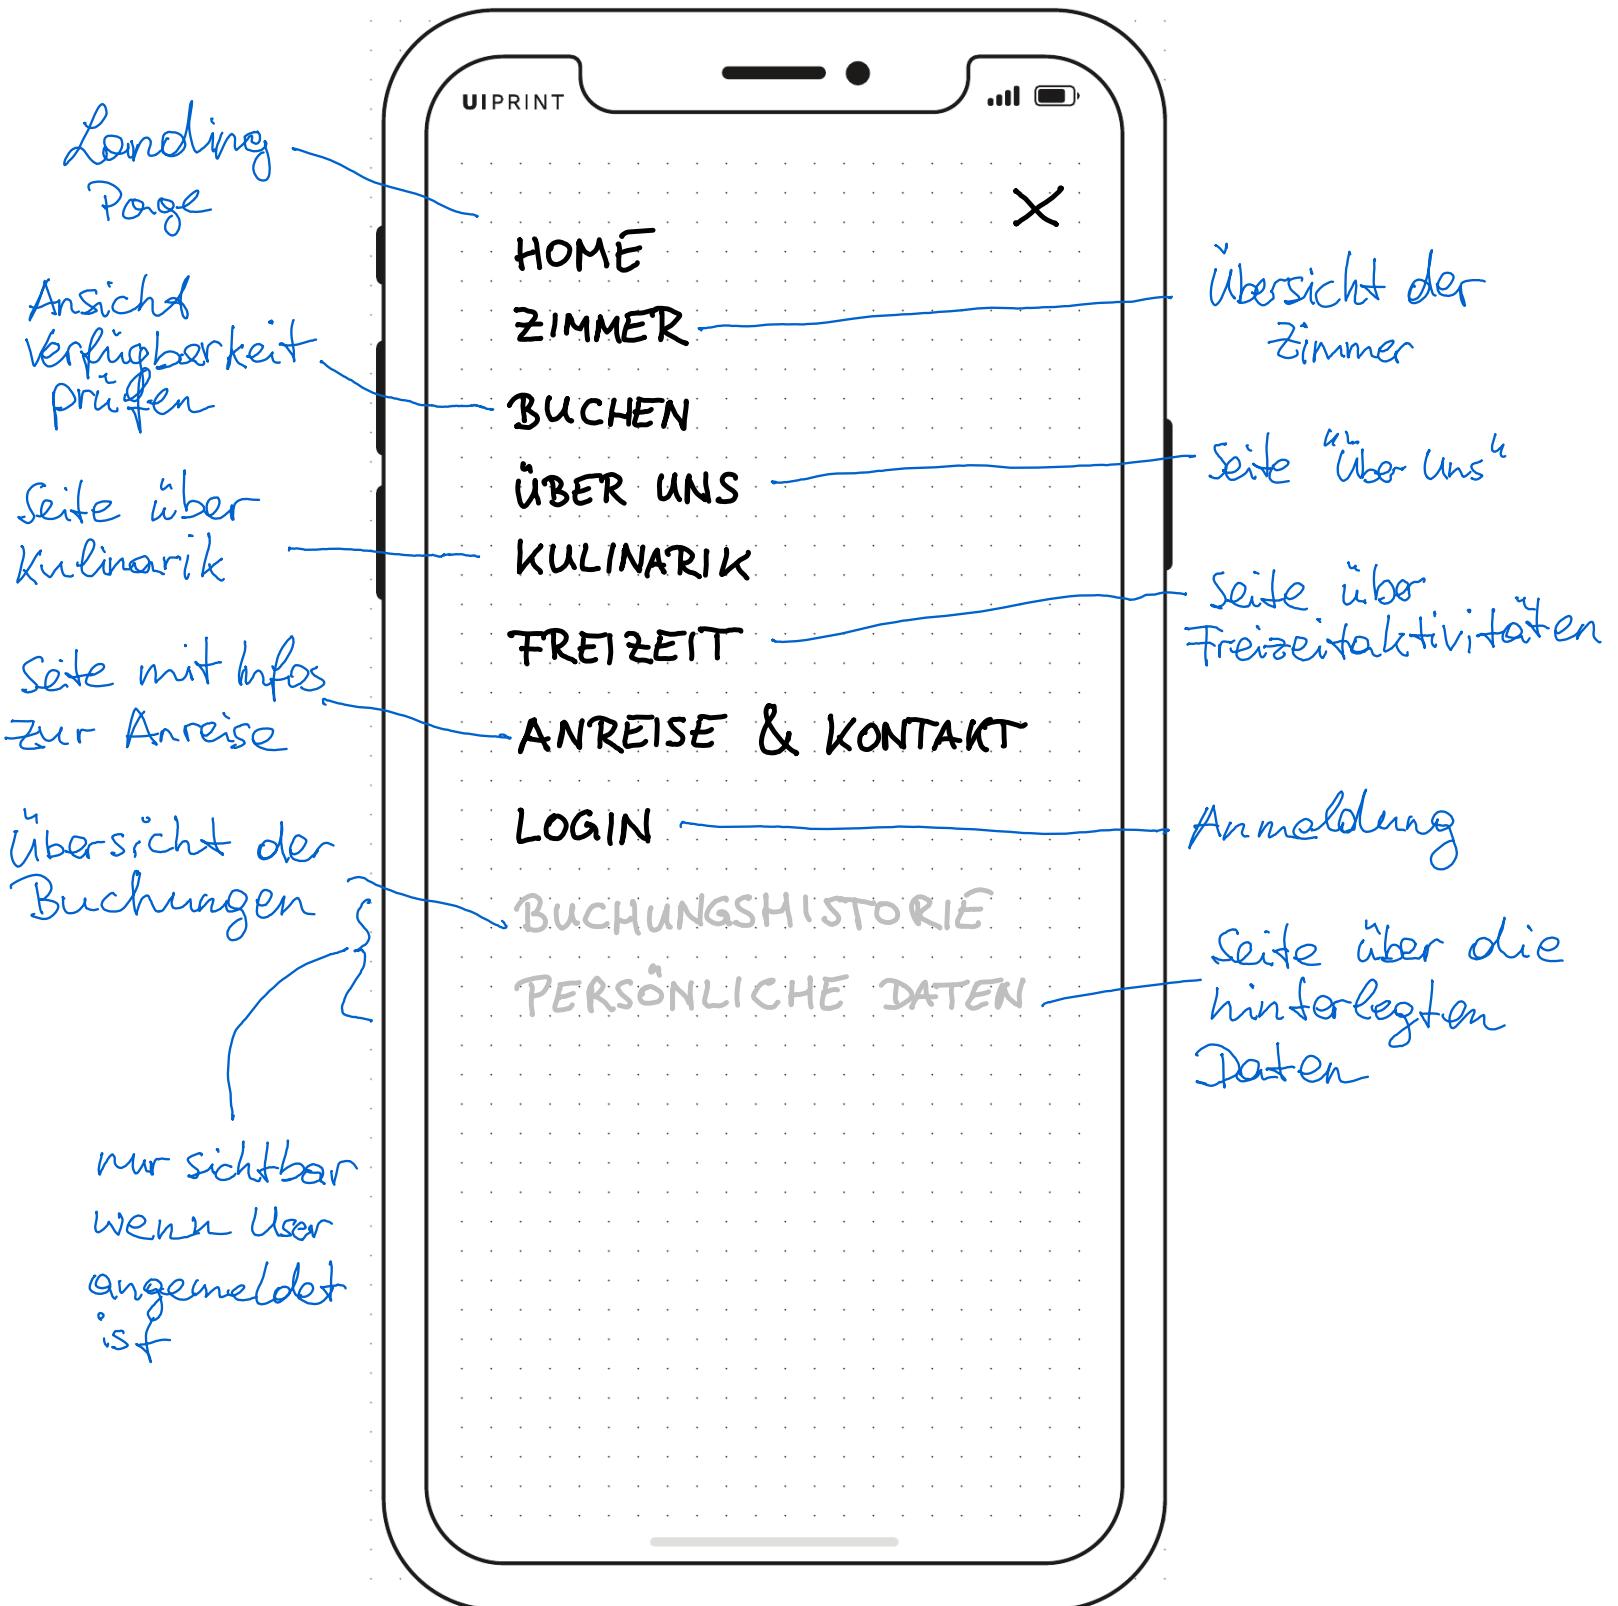 UIPRINT
Landing
Page
HOME
Ansicht
Verfügbarkeit
prüfen
ZIMMER
Übersicht der
Zimmer
BUCHEN
ÜBER UNS
Seite "Über Uns"
Seite über
Kulinarik
KULINARIK
FREIZEIT
Seite über
Freizeitaktivitäten
Seite mit Infos
zur Anreise
ANREISE & KONTAKT
LOGIN
Anmeldung
Übersicht der
Buchungen
BUCHUNGSHISTORIE
PERSÖNLICHE DATEN
Seite über die
hinterlegten
Daten
nur sichtbar
wenn User
angemeldet
ist